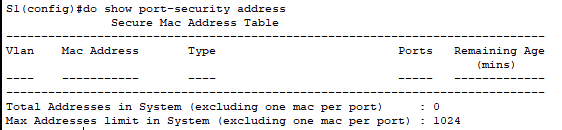 S1(config)#do show port-security address
Secure Mac Address Table
-----------------------------------------------------------------------------
Vlan    Mac Address       Type                          Ports   Remaining Age
(mins)
----    -----------       ----                          -----   -------------
-----------------------------------------------------------------------------
Total Addresses in System (excluding one mac per port)     : 0
Max Addresses limit in System (excluding one mac per port) : 1024